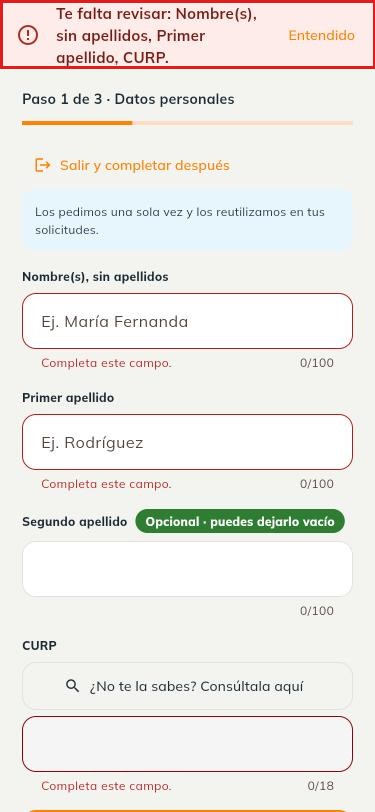 Te falta revisar: Nombre(s),
sin apellidos, Primer
apellido, CURP.
Entendido
Paso 1 de 3 · Datos personales
Salir y completar después
Los pedimos una sola vez y los reutilizamos en tus
solicitudes.
Nombre(s), sin apellidos
Ej. María Fernanda
Completa este campo. 0/100
Primer apellido
Ej. Rodríguez
Completa este campo. 0/100
Segundo apellido Opcional · puedes dejarlo vacío
0/100
CURP
¿No te la sabes? Consúltala aquí
Completa este campo. 0/18